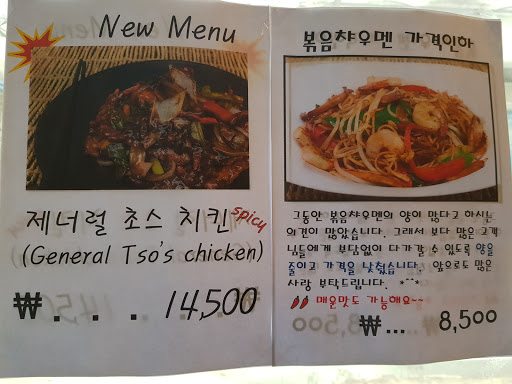 New Menu
제너럴 초스 치킨 spicy
(General Tso's chicken)
₩. . . 14,500
볶음챠우멘 가격인하
그동안 볶음챠우멘의 양이 많다고 하시는
의견이 많았습니다. 그래서 보다 많은 고객
님들에게 부담없이 다가갈 수 있도록 양을
줄이고 가격을 낮췄습니다. 앞으로도 많은
사랑 부탁드립니다. *^^*
매운맛도 가능해요~~
₩... 8,500